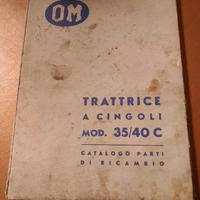 OM
TRATTRICE
A CINGOLI
MOD. 35/40 C
CATALOGO PARTI
DI RICAMBIO